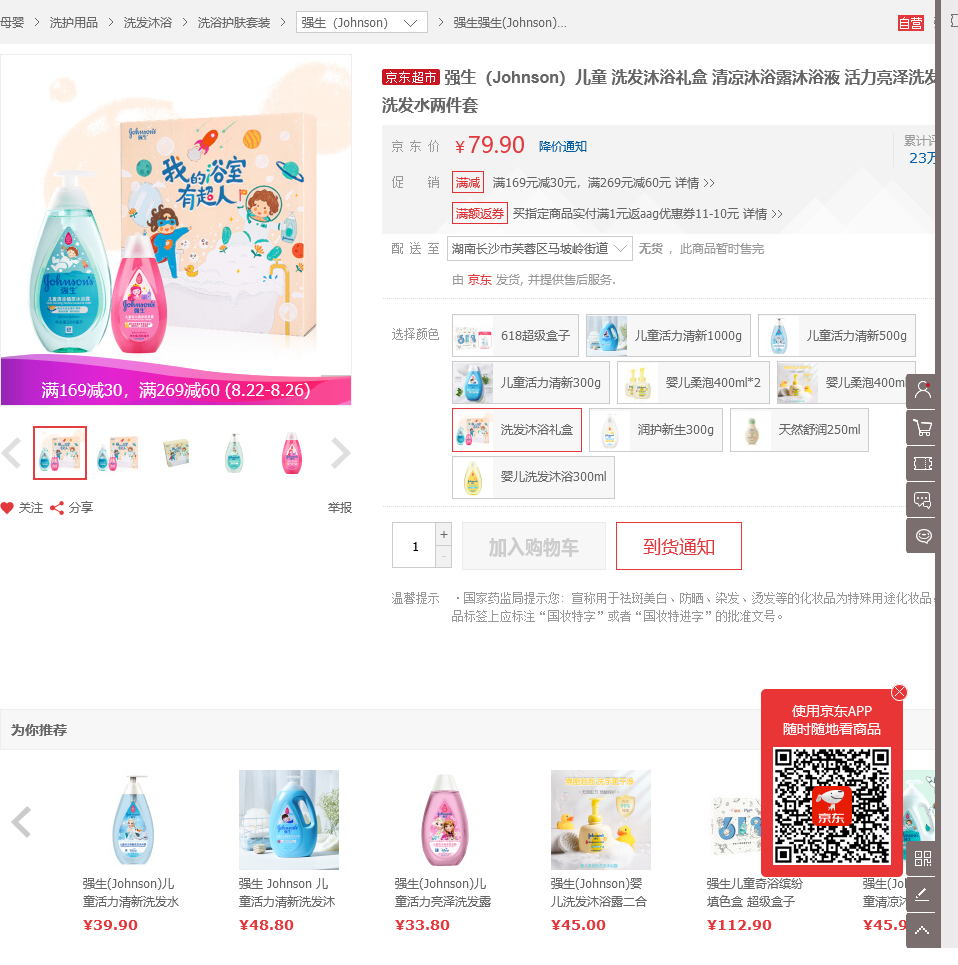 母婴 > 洗护用品 > 洗发沐浴 > 洗浴护肤套装 > 强生（Johnson） > 强生强生(Johnson)...
自营
京东超市 强生（Johnson）儿童 洗发沐浴礼盒 清凉沐浴露沐浴液 活力亮泽洗发
洗发水两件套
京 东 价 ￥79.90 降价通知
累计评
23万
促 销 满减 满169元减30元，满269元减60元 详情 >>
满额返券 买指定商品实付满1元返aag优惠券11-10元 详情 >>
配 送 至 湖南长沙市芙蓉区马坡岭街道 无货 ，此商品暂时售完
由 京东 发货, 并提供售后服务.
Johnson's
强生
我的浴室
有超人
Johnson's
强生
Johnson's
强生
满169减30，满269减60 (8.22-8.26)
关注 分享 举报
选择颜色 618超级盒子 儿童活力清新1000g 儿童活力清新500g
儿童活力清新300g 婴儿柔泡400ml*2 婴儿柔泡400ml
洗发沐浴礼盒 润护新生300g 天然舒润250ml
婴儿洗发沐浴300ml
1 + - 加入购物车 到货通知
温馨提示 · 国家药监局提示您：宣称用于祛斑美白、防晒、染发、烫发等的化妆品为特殊用途化妆品，
品标签上应标注“国妆特字”或者“国妆特进字”的批准文号。
使用京东APP
随时随地看商品
京东
为你推荐
强生(Johnson)儿
童活力清新洗发水
¥39.90
强生 Johnson 儿
童活力清新洗发沐
¥48.80
强生(Johnson)儿
童活力亮泽洗发露
¥33.80
强生(Johnson)婴
儿洗发沐浴露二合
¥45.00
强生儿童奇浴缤纷
填色盒 超级盒子
¥112.90
强生(Joh
童清凉沐
¥45.9